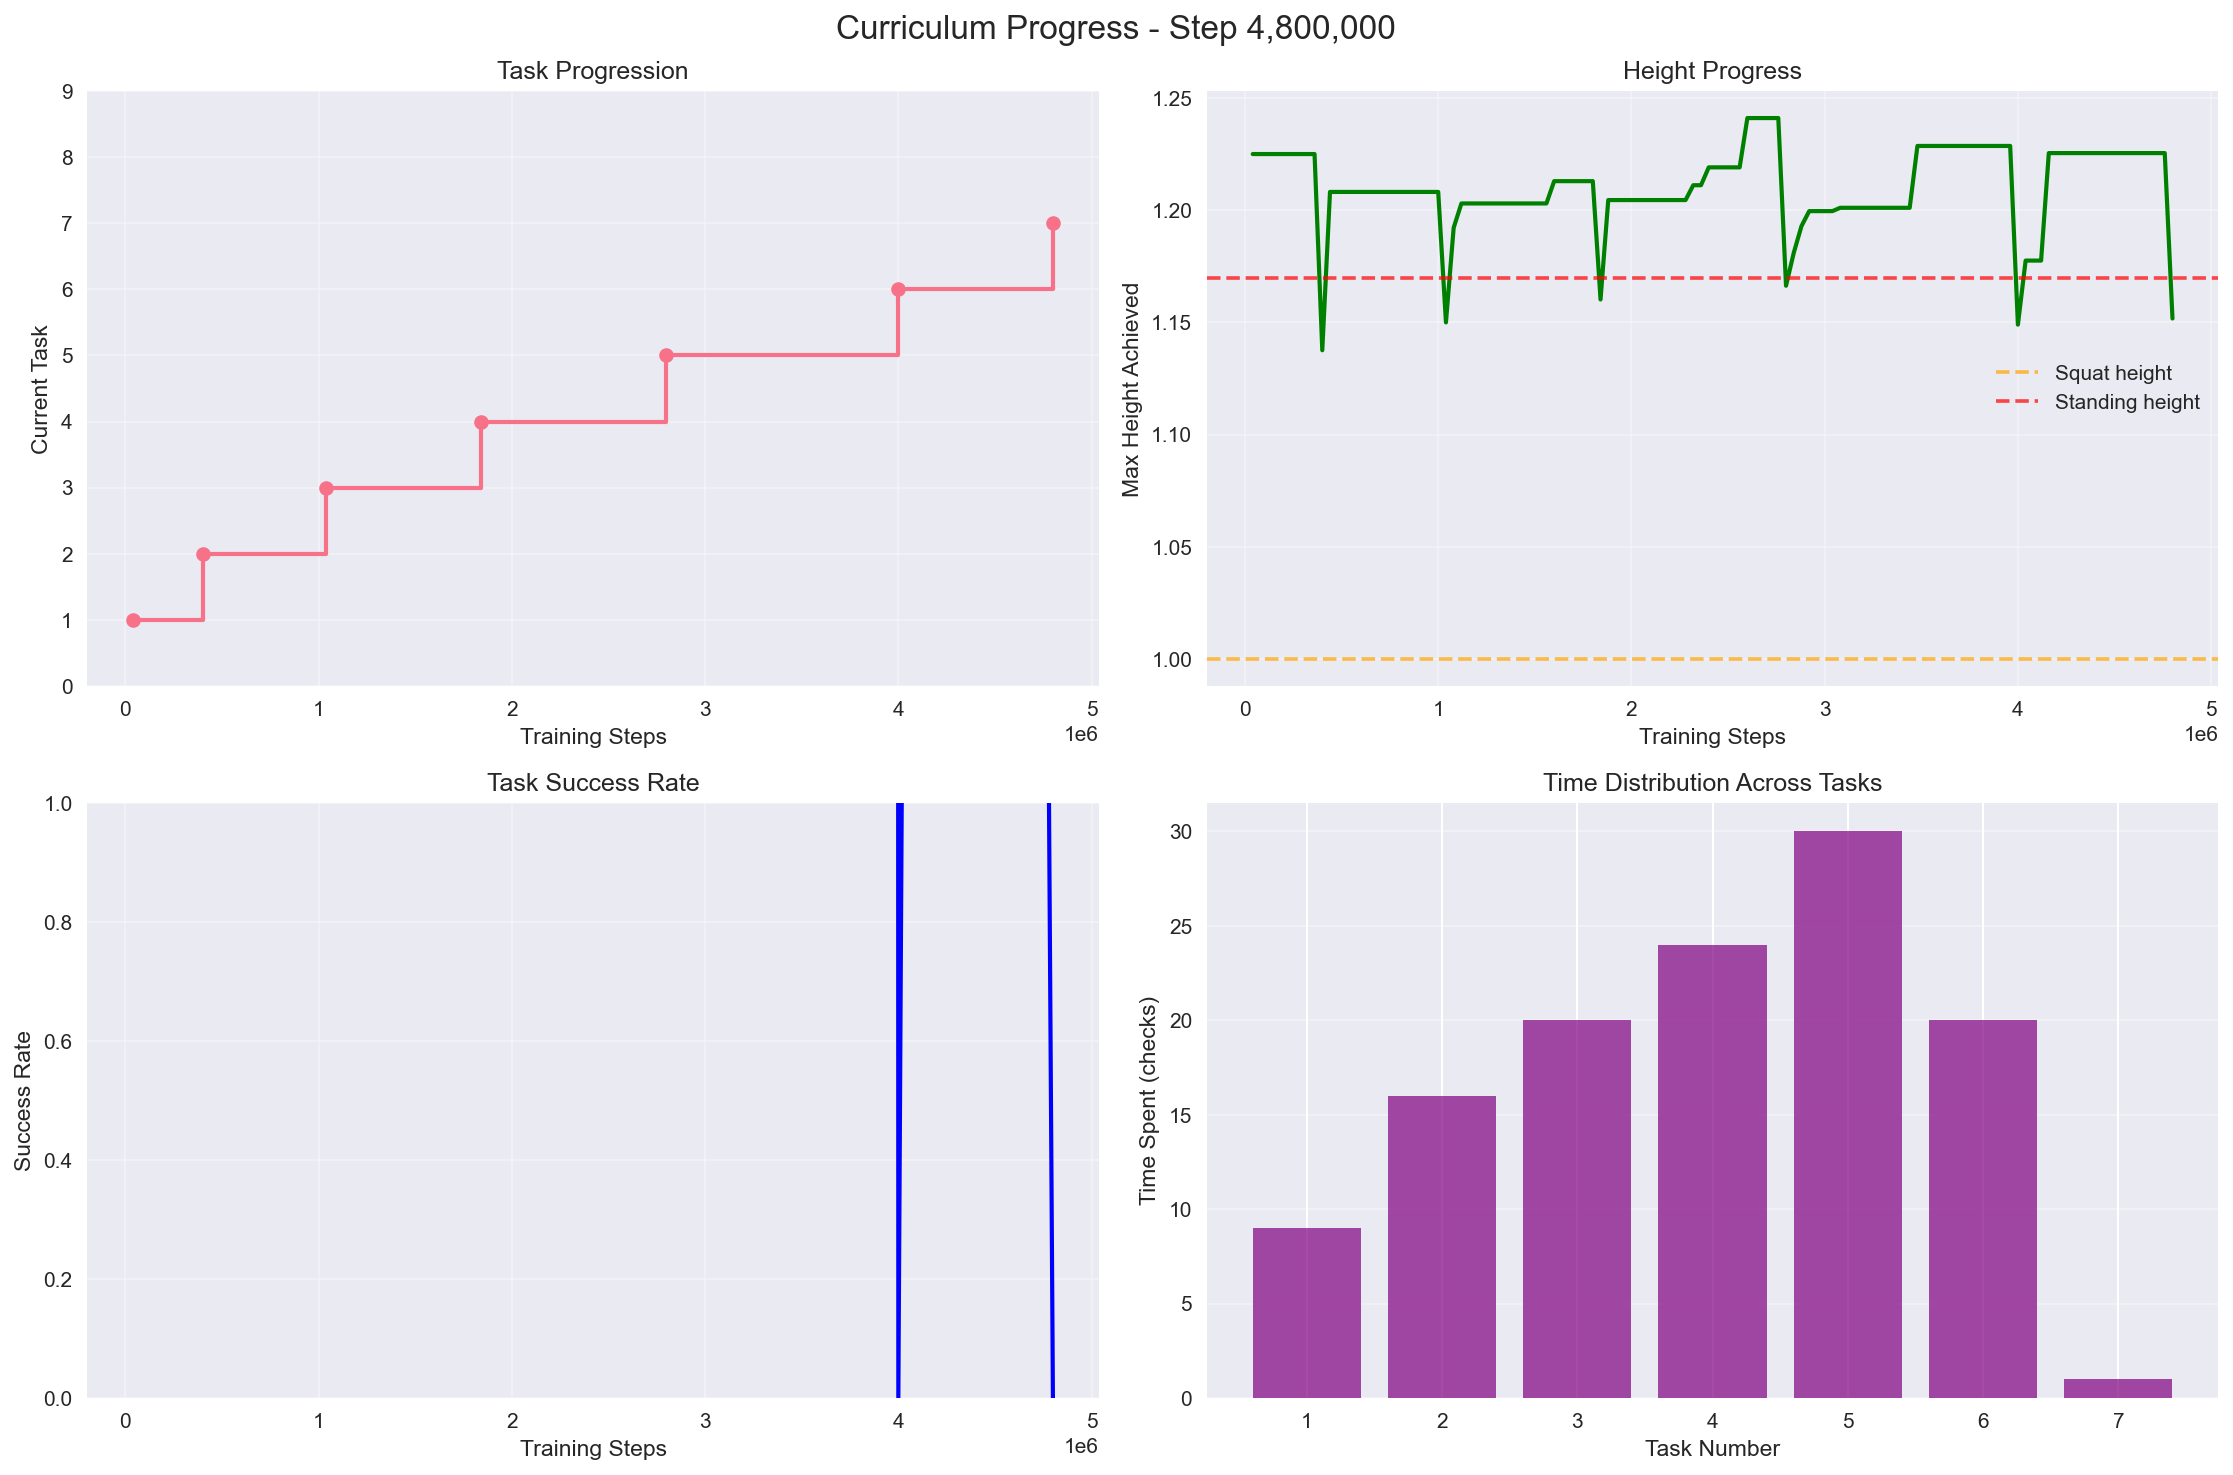 Curriculum Progress - Step 4,800,000
Task Progression
9
8
7
6
5
4
3
2
1
0
Current Task
0 1 2 3 4 5
1e6
Training Steps
Height Progress
1.25
1.20
1.15
1.10
1.05
1.00
Max Height Achieved
Squat height
Standing height
0 1 2 3 4 5
1e6
Training Steps
Task Success Rate
1.0
0.8
0.6
0.4
0.2
0.0
Success Rate
0 1 2 3 4 5
1e6
Training Steps
Time Distribution Across Tasks
30
25
20
15
10
5
0
Time Spent (checks)
1 2 3 4 5 6 7
Task Number